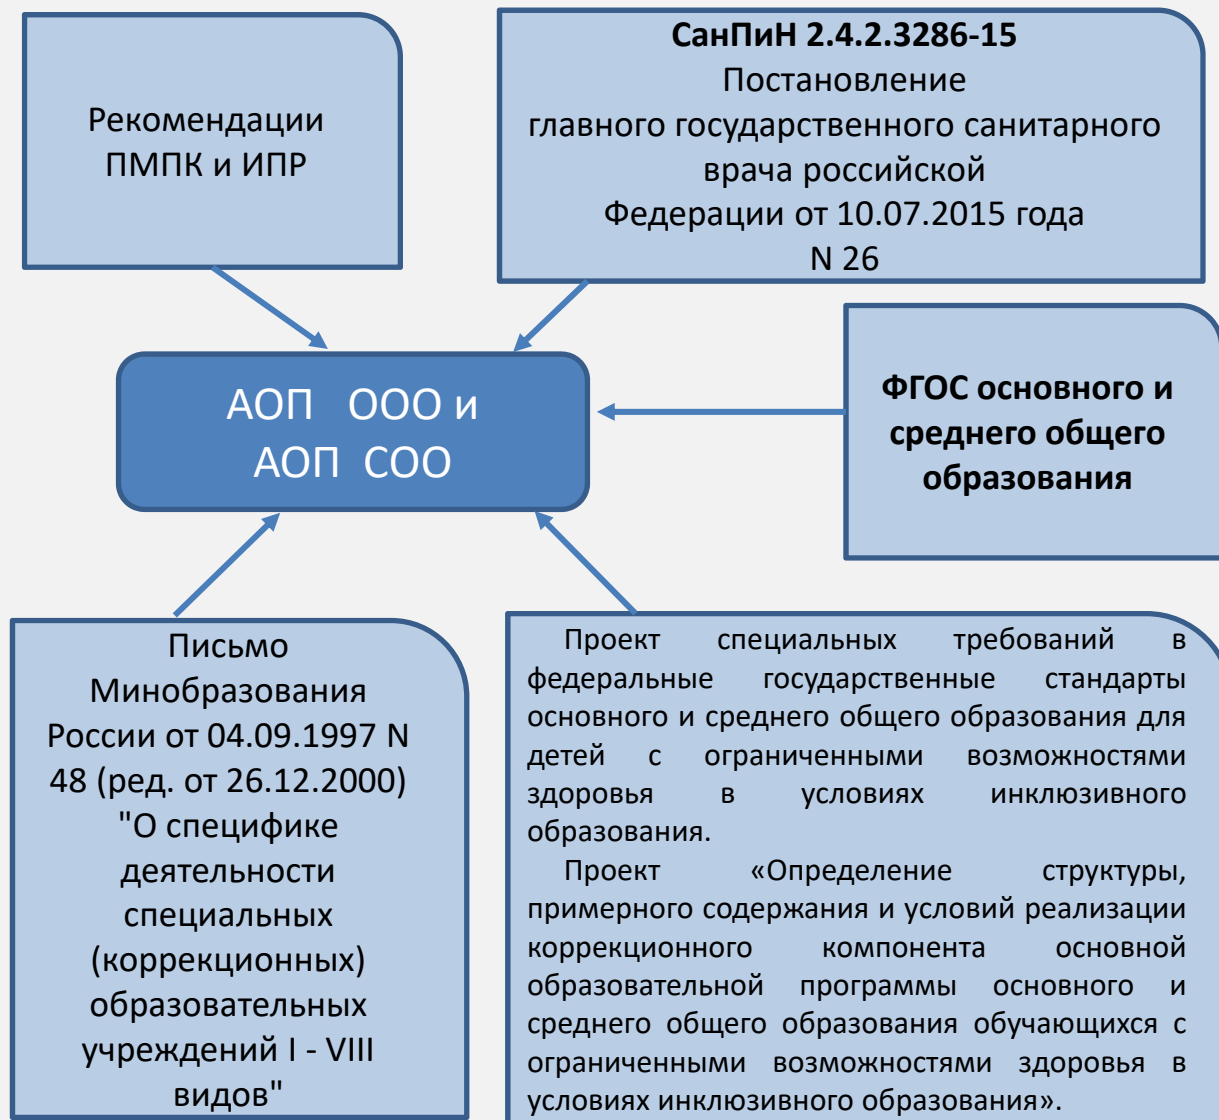 Рекомендации
ПМПК и ИПР
СанПиН 2.4.2.3286-15
Постановление
главного государственного санитарного
врача российской
Федерации от 10.07.2015 года
N 26
АОП ООО и
АОП СОО
ФГОС основного и
среднего общего
образования
Письмо
Минобразования
России от 04.09.1997 N
48 (ред. от 26.12.2000)
"О специфике
деятельности
специальных
(коррекционных)
образовательных
учреждений I - VIII
видов"
Проект специальных требований в
федеральные государственные стандарты
основного и среднего общего образования для
детей с ограниченными возможностями
здоровья в условиях инклюзивного
образования.
Проект «Определение структуры,
примерного содержания и условий реализации
коррекционного компонента основной
образовательной программы основного и
среднего общего образования обучающихся с
ограниченными возможностями здоровья в
условиях инклюзивного образования».